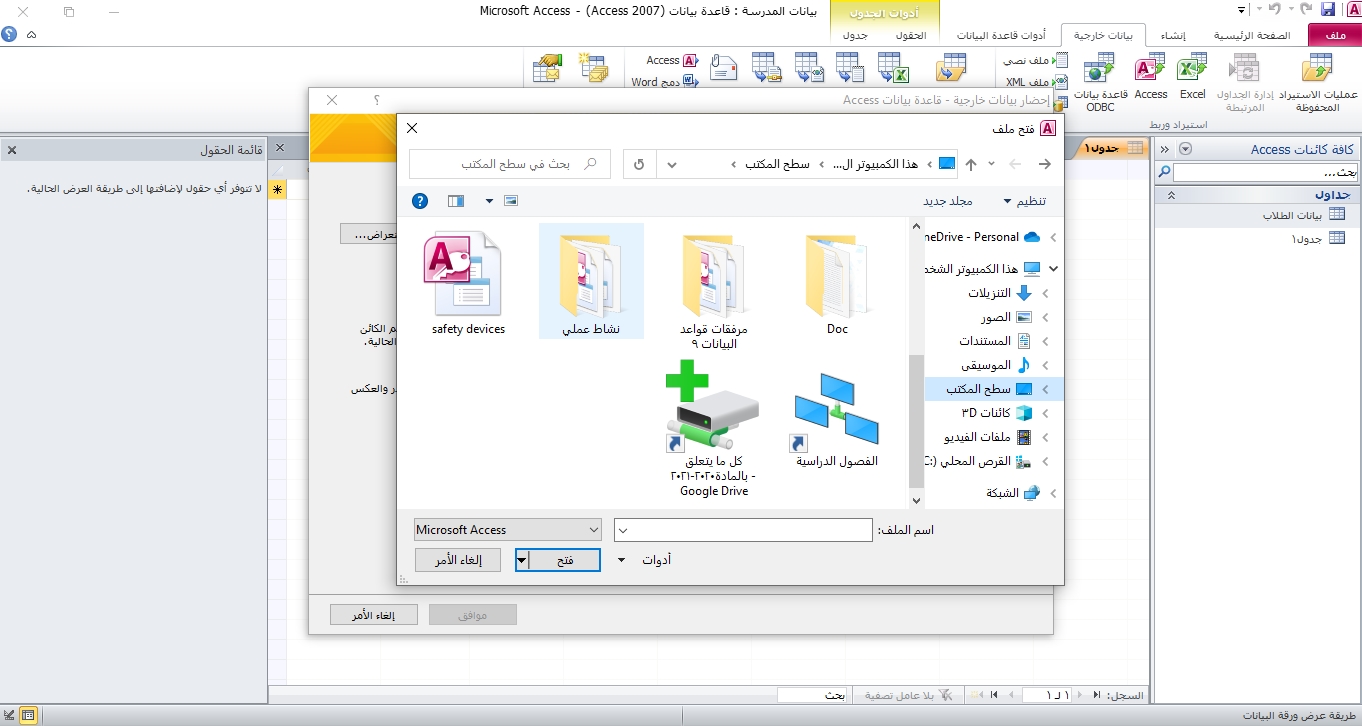 بيانات المدرسة : قاعدة بيانات (Access 2007) - Microsoft Access
أدوات الجدول
ملف
الصفحة الرئيسية
إنشاء
بيانات خارجية
أدوات قاعدة البيانات
الحقول
جدول
عمليات الاستيراد المحفوظة
إدارة الجداول المرتبطة
Excel
Access
قاعدة بيانات ODBC
ملف نصي
ملف XML
استيراد وربط
Access
دمج Word
إحضار بيانات خارجية - قاعدة بيانات Access
؟
كافة كائنات Access
بحث...
جداول
بيانات الطلاب
جدول١
جدول١
قائمة الحقول
لا تتوفر أي حقول لإضافتها إلى طريقة العرض الحالية.
فتح ملف
هذا الكمبيوتر ال...
سطح المكتب
بحث في سطح المكتب
تنظيم
مجلد جديد
neDrive - Personal
هذا الكمبيوتر الشخص
التنزيلات
الصور
المستندات
الموسيقى
سطح المكتب
كائنات ٣D
ملفات الفيديو
القرص المحلي (:C
الشبكة
Doc
مرفقات قواعد البيانات ٩
نشاط عملي
safety devices
الفصول الدراسية
كل ما يتعلق
بالمادة٢٠٢٠-٢٠٢١ -
Google Drive
اسم الملف:
Microsoft Access
أدوات
فتح
إلغاء الأمر
تعراض...
م الكائن
الحالية.
ر والعكس
موافق
إلغاء الأمر
السجل:
١ لـ ١
بلا عامل تصفية
بحث
طريقة عرض ورقة البيانات